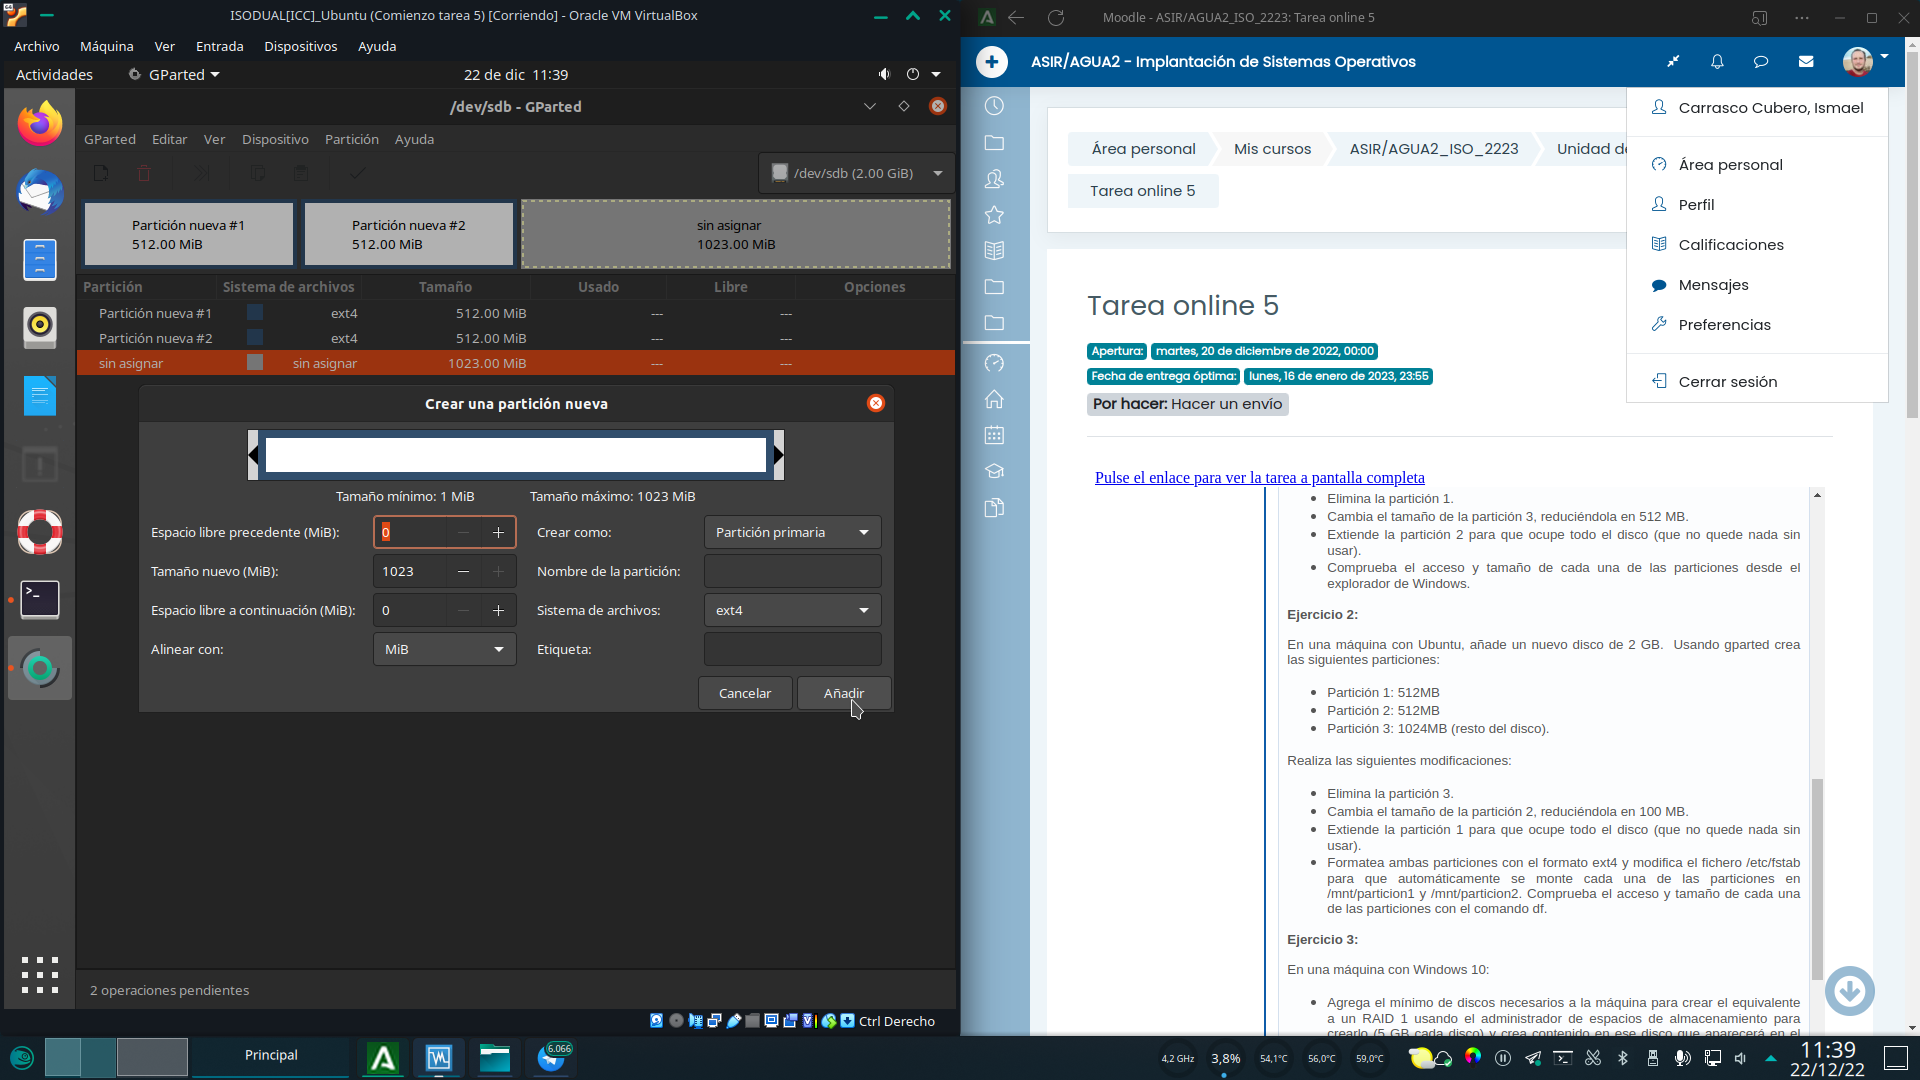 ISODUAL[ICC]_Ubuntu (Comienzo tarea 5) [Corriendo] - Oracle VM VirtualBox
Archivo Máquina Ver Entrada Dispositivos Ayuda
Actividades GParted 22 de dic 11:39
/dev/sdb - GParted
GParted Editar Ver Dispositivo Partición Ayuda
/dev/sdb (2.00 GiB)
Partición nueva #1
512.00 MiB
Partición nueva #2
512.00 MiB
sin asignar
1023.00 MiB
Partición Sistema de archivos Tamaño Usado Libre Opciones
Partición nueva #1 ext4 512.00 MiB --- ---
Partición nueva #2 ext4 512.00 MiB --- ---
sin asignar sin asignar 1023.00 MiB --- ---
Crear una partición nueva
Tamaño mínimo: 1 MiB Tamaño máximo: 1023 MiB
Espacio libre precedente (MiB): 0 Crear como: Partición primaria
Tamaño nuevo (MiB): 1023 Nombre de la partición:
Espacio libre a continuación (MiB): 0 Sistema de archivos: ext4
Alinear con: MiB Etiqueta:
Cancelar Añadir
2 operaciones pendientes
Ctrl Derecho
Moodle - ASIR/AGUA2_ISO_2223: Tarea online 5
ASIR/AGUA2 - Implantación de Sistemas Operativos
Carrasco Cubero, Ismael
Área personal
Perfil
Calificaciones
Mensajes
Preferencias
Cerrar sesión
Área personal Mis cursos ASIR/AGUA2_ISO_2223 Unidad de
Tarea online 5
Tarea online 5
Apertura: martes, 20 de diciembre de 2022, 00:00
Fecha de entrega óptima: lunes, 16 de enero de 2023, 23:55
Por hacer: Hacer un envío
Pulse el enlace para ver la tarea a pantalla completa
Elimina la partición 1.
Cambia el tamaño de la partición 3, reduciéndola en 512 MB.
Extiende la partición 2 para que ocupe todo el disco (que no quede nada sin
usar).
Comprueba el acceso y tamaño de cada una de las particiones desde el
explorador de Windows.
Ejercicio 2:
En una máquina con Ubuntu, añade un nuevo disco de 2 GB. Usando gparted crea
las siguientes particiones:
Partición 1: 512MB
Partición 2: 512MB
Partición 3: 1024MB (resto del disco).
Realiza las siguientes modificaciones:
Elimina la partición 3.
Cambia el tamaño de la partición 2, reduciéndola en 100 MB.
Extiende la partición 1 para que ocupe todo el disco (que no quede nada sin
usar).
Formatea ambas particiones con el formato ext4 y modifica el fichero /etc/fstab
para que automáticamente se monte cada una de las particiones en
/mnt/particion1 y /mnt/particion2. Comprueba el acceso y tamaño de cada una
de las particiones con el comando df.
Ejercicio 3:
En una máquina con Windows 10:
Agrega el mínimo de discos necesarios a la máquina para crear el equivalente
a un RAID 1 usando el administrador de espacios de almacenamiento para
crearlo (5 GB cada disco) y crea contenido en ese disco que aparecerá en el
Principal
6.066
4,2 GHz 3,8% 54,1°C 56,0°C 59,0°C
11:39
22/12/22